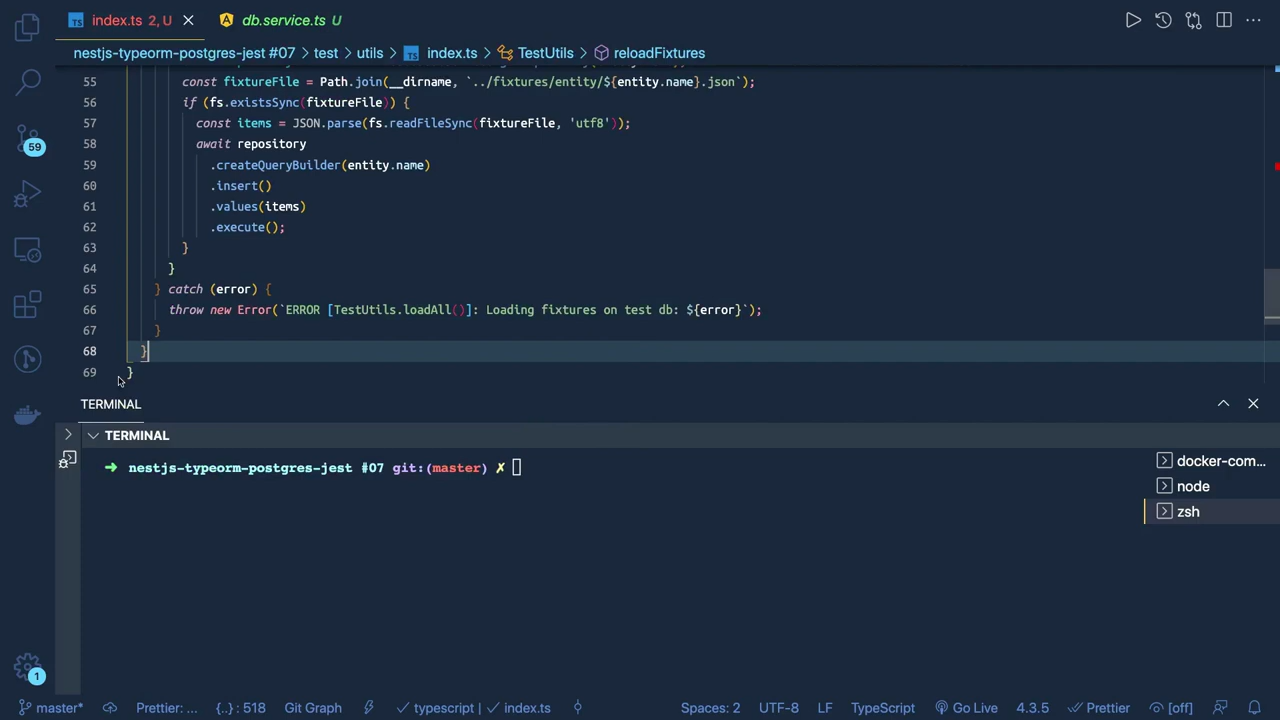 index.ts 2, U
db.service.ts U
nestjs-typeorm-postgres-jest #07 > test > utils > index.ts > TestUtils > reloadFixtures
55 const fixtureFile = Path.join(__dirname, `../fixtures/entity/${entity.name}.json`);
56 if (fs.existsSync(fixtureFile)) {
57 const items = JSON.parse(fs.readFileSync(fixtureFile, 'utf8'));
58 await repository
59 .createQueryBuilder(entity.name)
60 .insert()
61 .values(items)
62 .execute();
63 }
64 }
65 } catch (error) {
66 throw new Error(`ERROR [TestUtils.loadAll()]: Loading fixtures on test db: ${error}`);
67 }
68 }
69 }
59
TERMINAL
TERMINAL
➜ nestjs-typeorm-postgres-jest #07 git:(master) ✗
docker-com...
node
zsh
1
master* Prettier: ... {..} : 518 Git Graph typescript | index.ts Spaces: 2 UTF-8 LF TypeScript Go Live 4.3.5 Prettier [off]